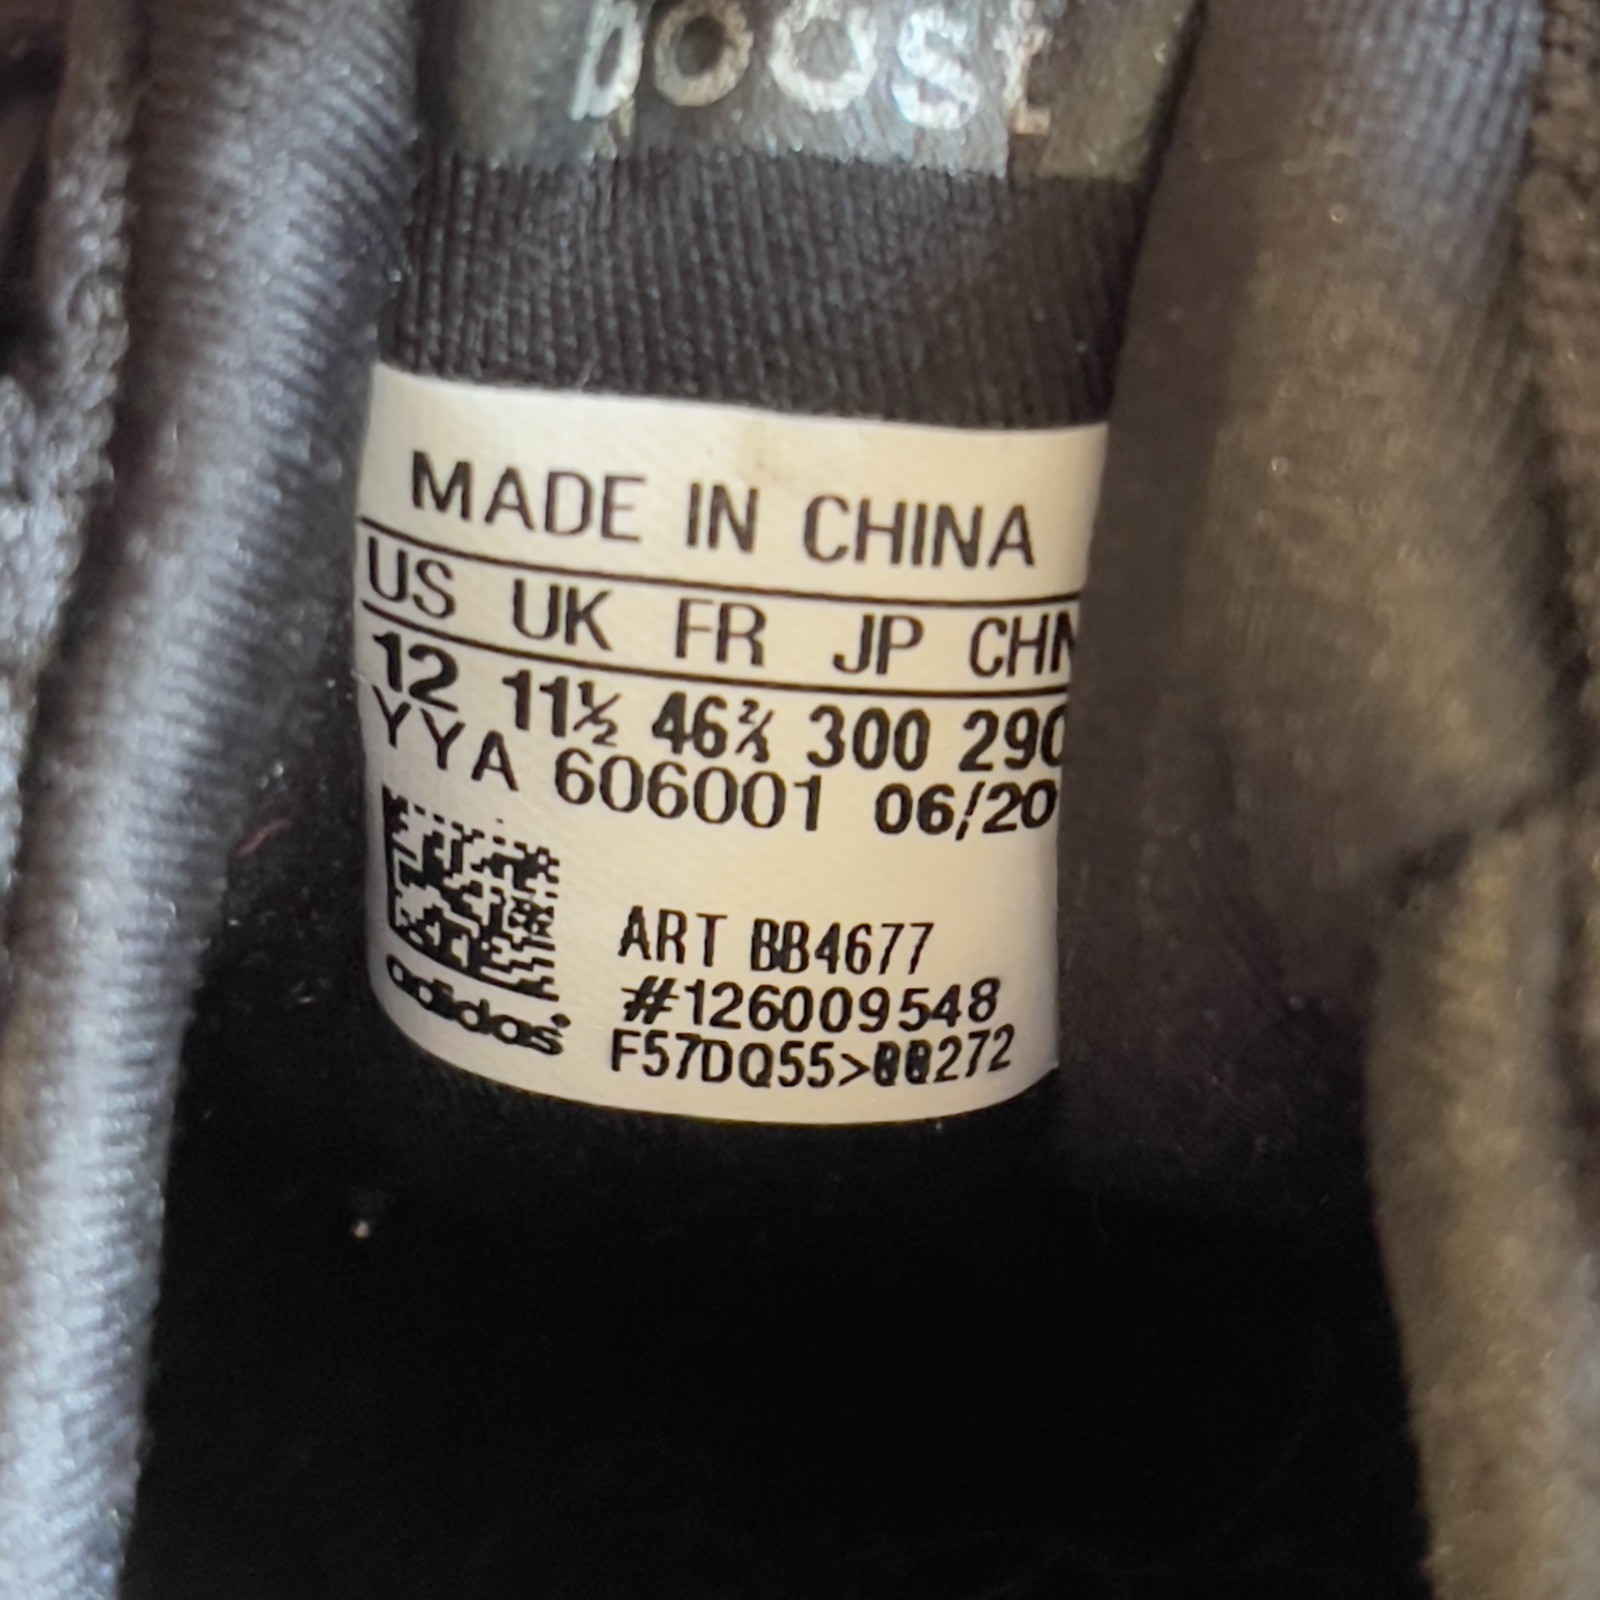 boost
MADE IN CHINA
US UK FR JP CHN
12 11½ 46⅔ 300 290
YYA 606001 06/20
ART BB4677
#126009548
F57DQ55>00272
adidas